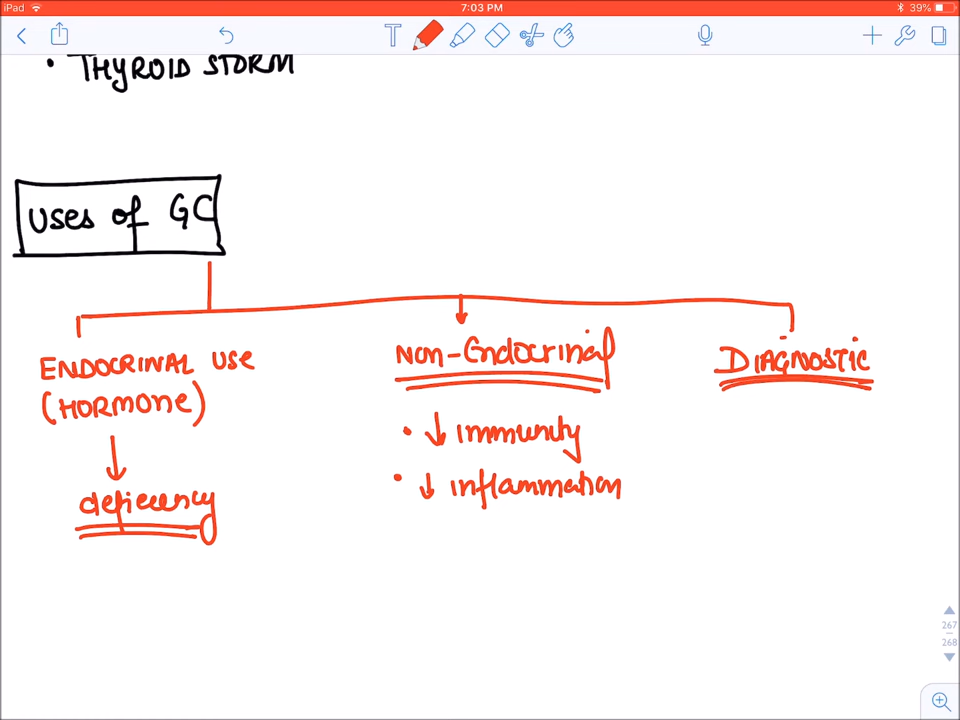 iPad
7:03 PM
39%
T
• THYROID STORM
Uses of GC
ENDOCRINAL USE
(HORMONE)
deficiency
Non-Endocrinal
• ↓ immunity
• ↓ inflammation
DIAGNOSTIC
267
268